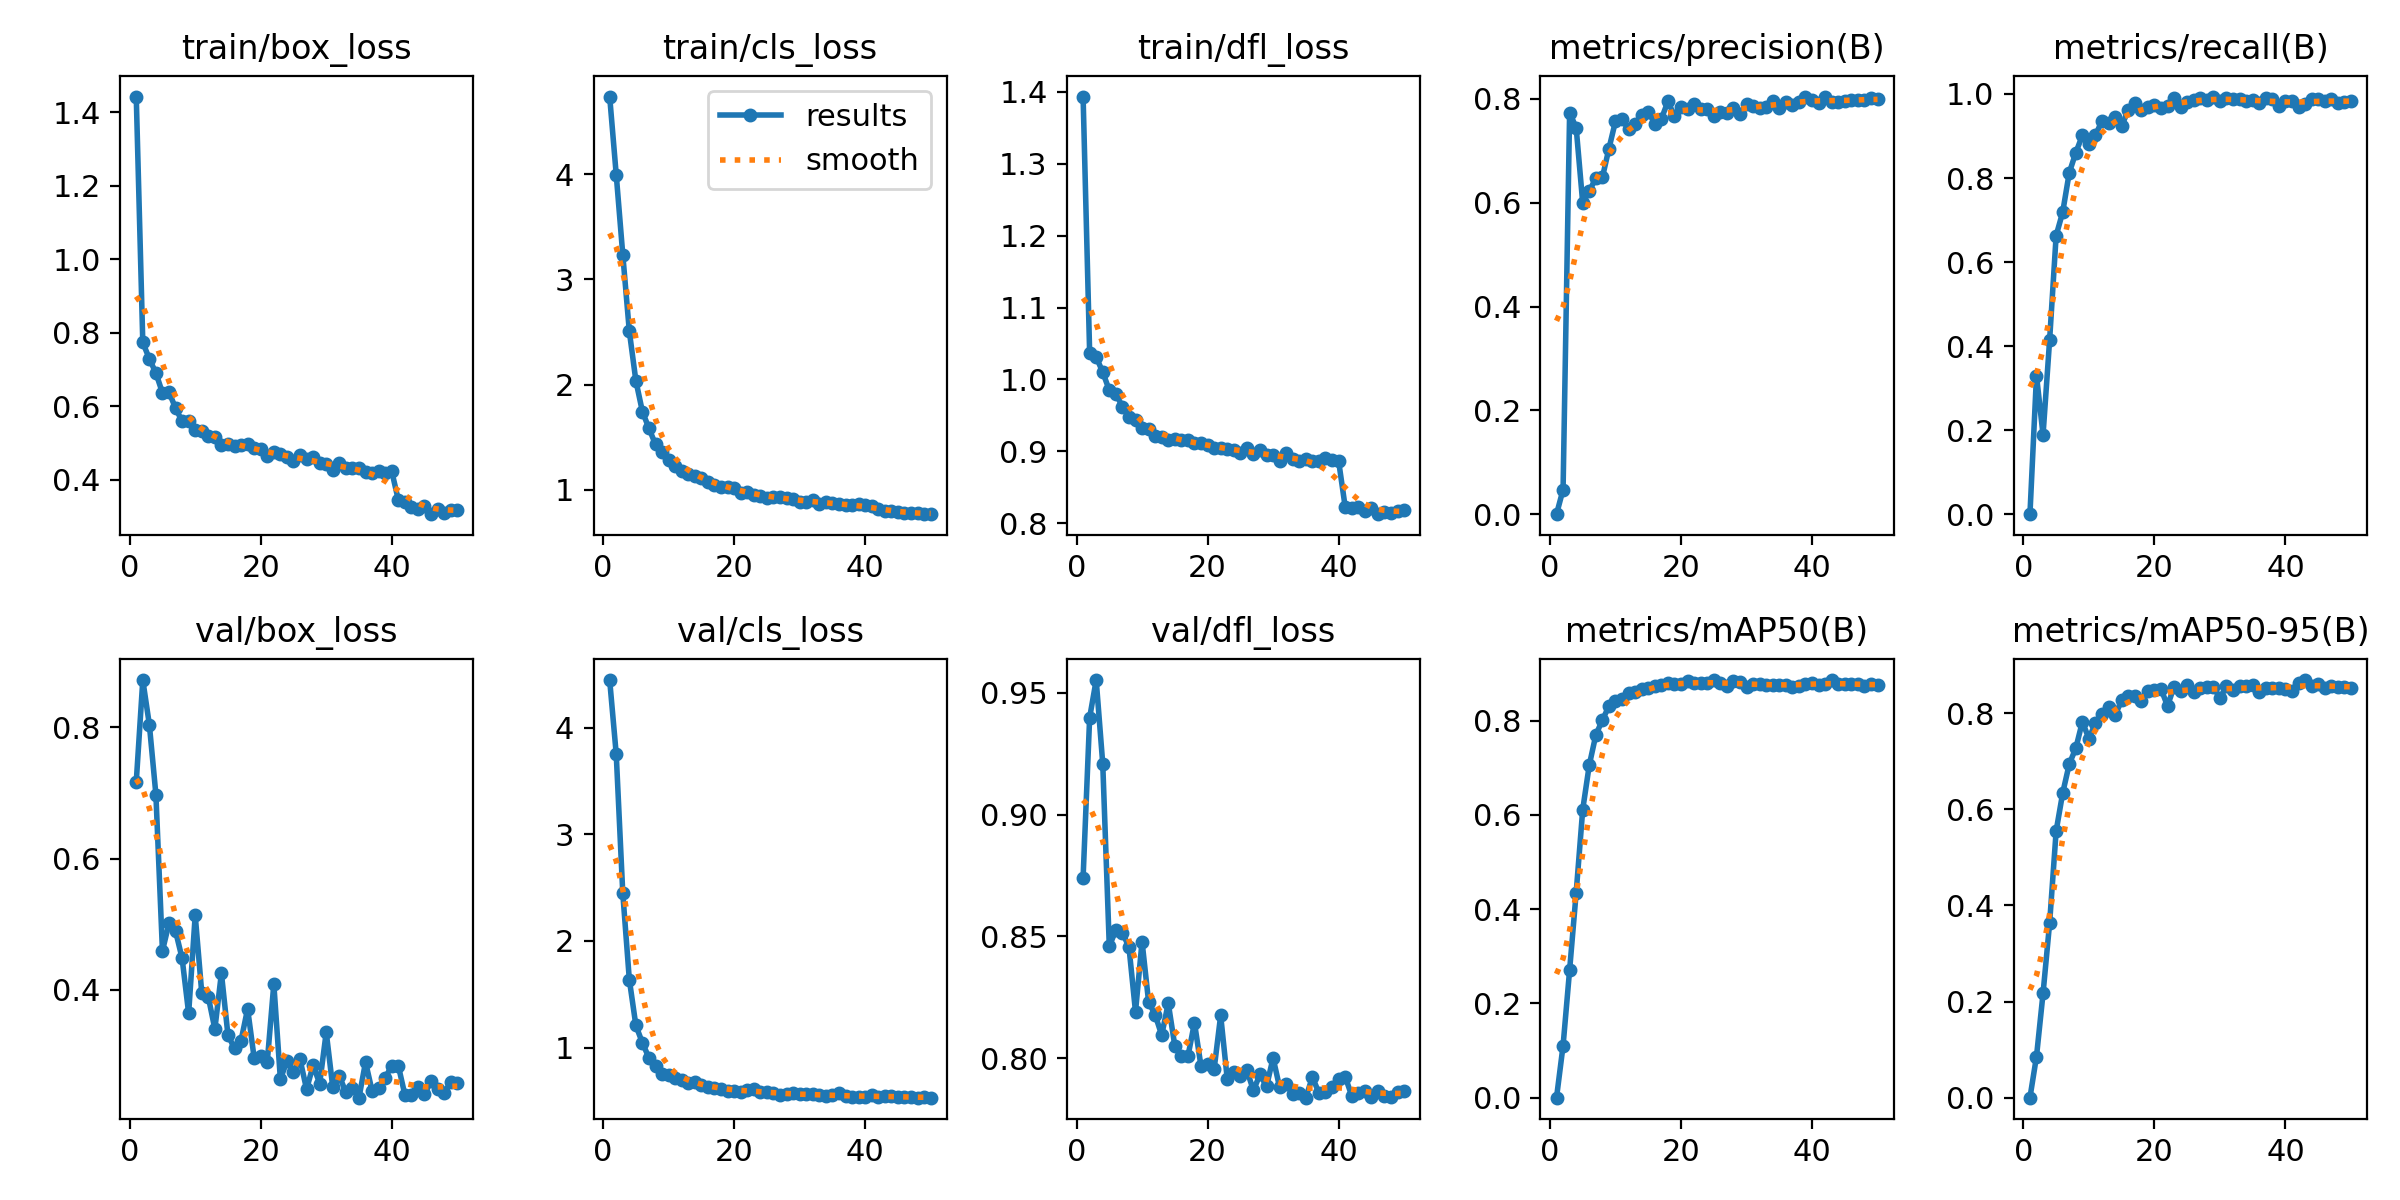 train/box_loss
1.4
1.2
1.0
0.8
0.6
0.4
0 20 40
train/cls_loss
results
smooth
4
3
2
1
0 20 40
train/dfl_loss
1.4
1.3
1.2
1.1
1.0
0.9
0.8
0 20 40
metrics/precision(B)
0.8
0.6
0.4
0.2
0.0
0 20 40
metrics/recall(B)
1.0
0.8
0.6
0.4
0.2
0.0
0 20 40
val/box_loss
0.8
0.6
0.4
0 20 40
val/cls_loss
4
3
2
1
0 20 40
val/dfl_loss
0.95
0.90
0.85
0.80
0 20 40
metrics/mAP50(B)
0.8
0.6
0.4
0.2
0.0
0 20 40
metrics/mAP50-95(B)
0.8
0.6
0.4
0.2
0.0
0 20 40